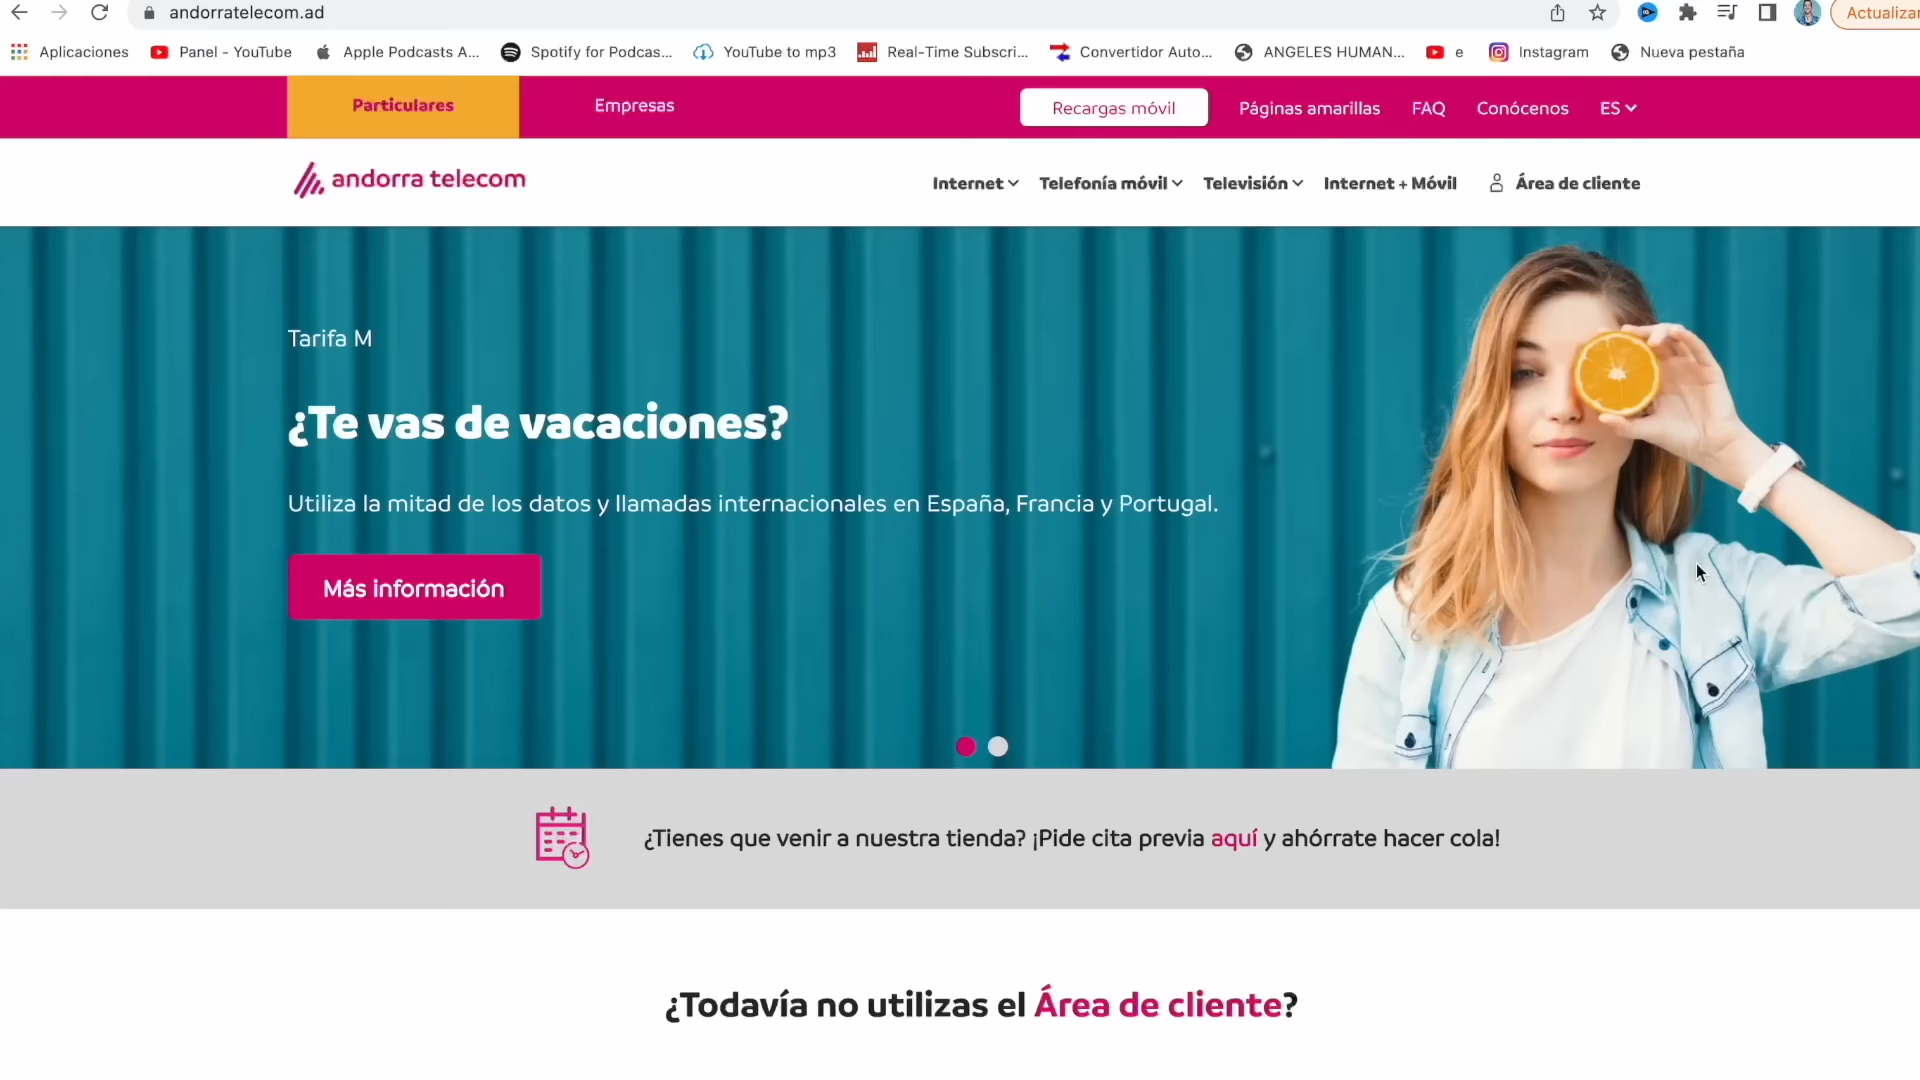 andorratelecom.ad
Actualizar
Aplicaciones
Panel - YouTube
Apple Podcasts A...
Spotify for Podcas...
YouTube to mp3
Real-Time Subscri...
Convertidor Auto...
ANGELES HUMAN...
e
Instagram
Nueva pestaña
Particulares
Empresas
Recargas móvil
Páginas amarillas
FAQ
Conócenos
ES
andorra telecom
Internet
Telefonía móvil
Televisión
Internet + Móvil
Área de cliente
Tarifa M
¿Te vas de vacaciones?
Utiliza la mitad de los datos y llamadas internacionales en España, Francia y Portugal.
Más información
¿Tienes que venir a nuestra tienda? ¡Pide cita previa aquí y ahórrate hacer cola!
¿Todavía no utilizas el Área de cliente?